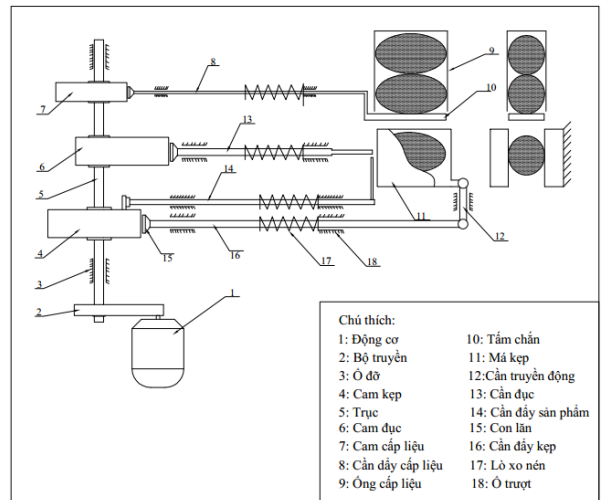 8
9
7
10
13
6
14
5
11
12
4
15
16
17
18
3
2
1
Chú thích:
1: Động cơ
2: Bộ truyền
3: Ổ đỡ
4: Cam kẹp
5: Trục
6: Cam đục
7: Cam cấp liệu
8: Cần dẩy cấp liệu
9: Ống cấp liệu
10: Tấm chắn
11: Má kẹp
12:Cần truyền động
13: Cần đục
14: Cần đẩy sản phẩm
15: Con lăn
16: Cần đẩy kẹp
17: Lò xo nén
18: Ổ trượt